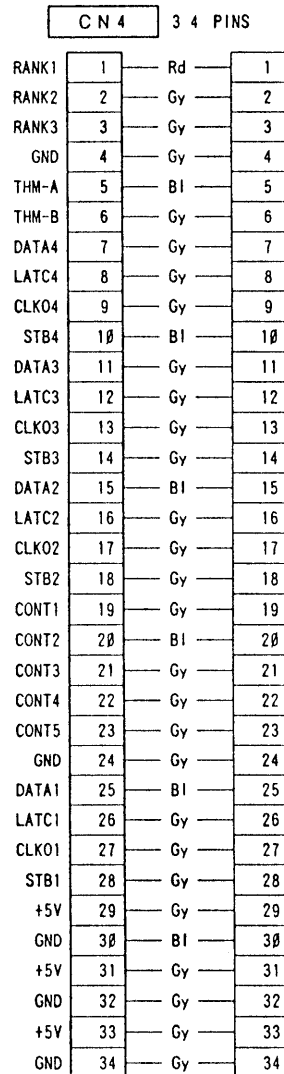 CN4 34 PINS
RANK1 1 Rd 1
RANK2 2 Gy 2
RANK3 3 Gy 3
GND 4 Gy 4
THM-A 5 Bl 5
THM-B 6 Gy 6
DATA4 7 Gy 7
LATC4 8 Gy 8
CLKO4 9 Gy 9
STB4 10 Bl 10
DATA3 11 Gy 11
LATC3 12 Gy 12
CLKO3 13 Gy 13
STB3 14 Gy 14
DATA2 15 Bl 15
LATC2 16 Gy 16
CLKO2 17 Gy 17
STB2 18 Gy 18
CONT1 19 Gy 19
CONT2 20 Bl 20
CONT3 21 Gy 21
CONT4 22 Gy 22
CONT5 23 Gy 23
GND 24 Gy 24
DATA1 25 Bl 25
LATC1 26 Gy 26
CLKO1 27 Gy 27
STB1 28 Gy 28
+5V 29 Gy 29
GND 30 Bl 30
+5V 31 Gy 31
GND 32 Gy 32
+5V 33 Gy 33
GND 34 Gy 34